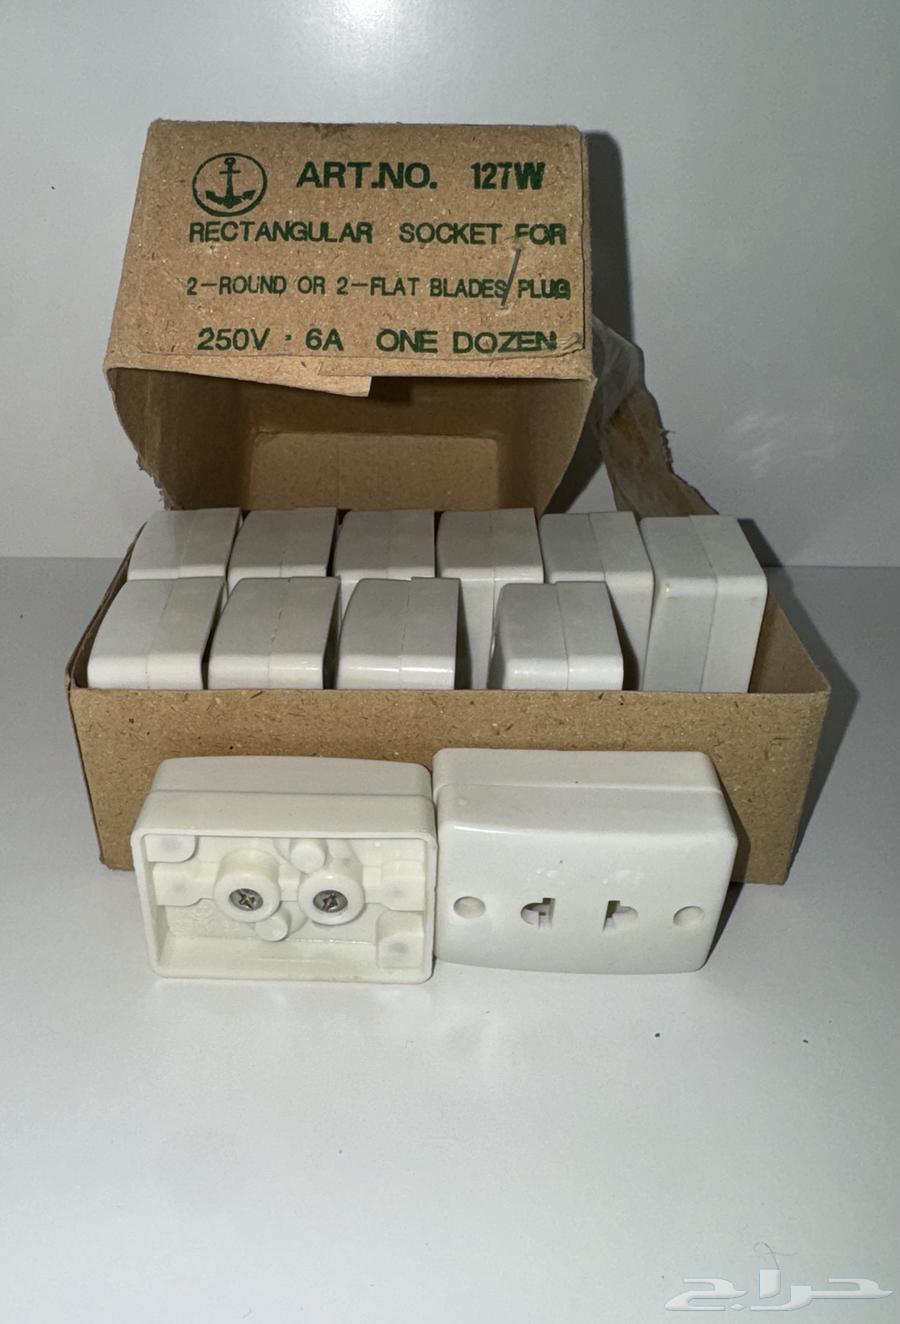 ART.NO. 127W
RECTANGULAR SOCKET FOR
2-ROUND OR 2-FLAT BLADES PLUG
250V · 6A ONE DOZEN
حراج